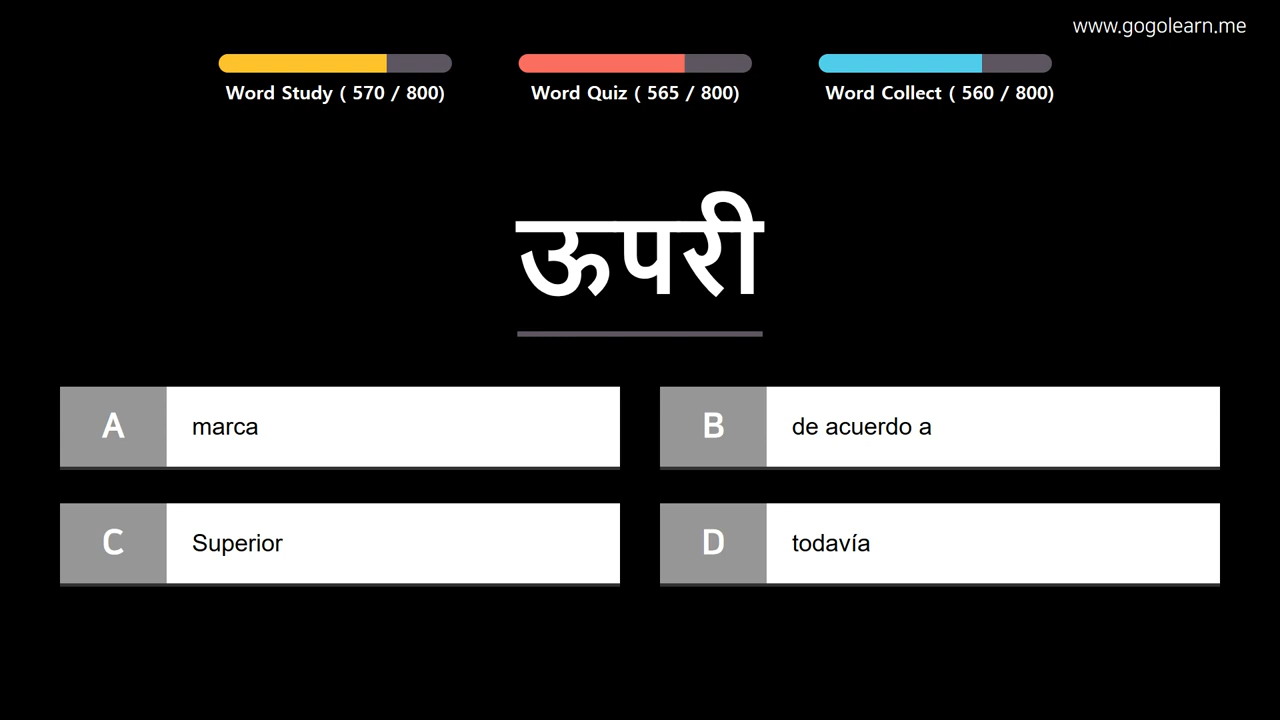 www.gogolearn.me
Word Study ( 570 / 800)
Word Quiz ( 565 / 800)
Word Collect ( 560 / 800)
ऊपरी
A
marca
B
de acuerdo a
C
Superior
D
todavía